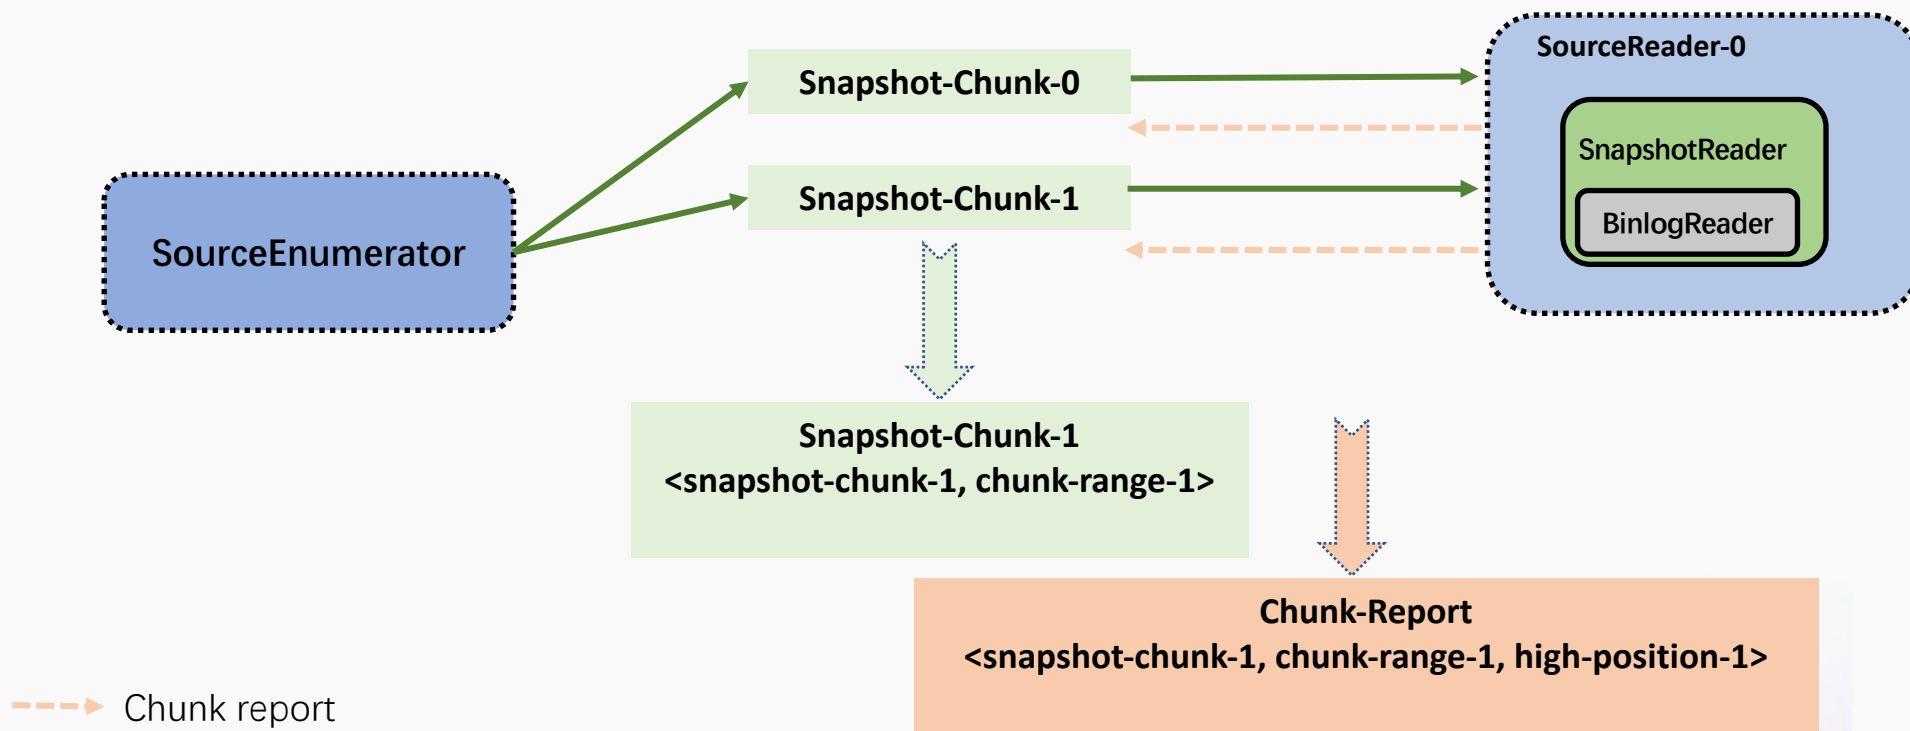 Snapshot-Chunk-0
SourceReader-0
SnapshotReader
Snapshot-Chunk-1
BinlogReader
SourceEnumerator
Snapshot-Chunk-1
<snapshot-chunk-1, chunk-range-1>
Chunk-Report
<snapshot-chunk-1, chunk-range-1, high-position-1>
Chunk report